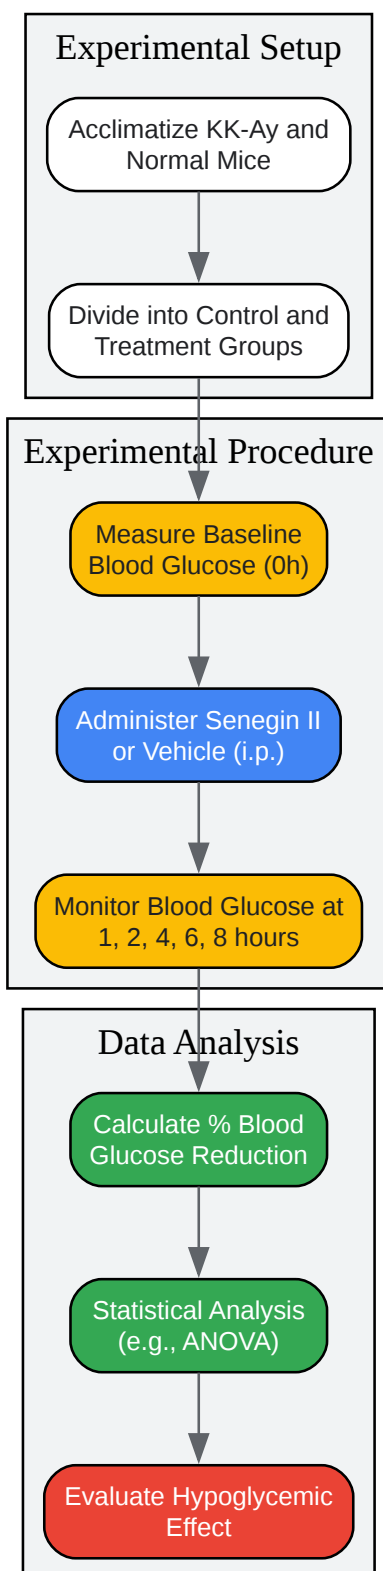 Experimental Setup
Acclimatize KK-Ay and
Normal Mice
Divide into Control and
Treatment Groups
Experimental Procedure
Measure Baseline
Blood Glucose (0h)
Administer Senegin II
or Vehicle (i.p.)
Monitor Blood Glucose at
1, 2, 4, 6, 8 hours
Data Analysis
Calculate % Blood
Glucose Reduction
Statistical Analysis
(e.g., ANOVA)
Evaluate Hypoglycemic
Effect